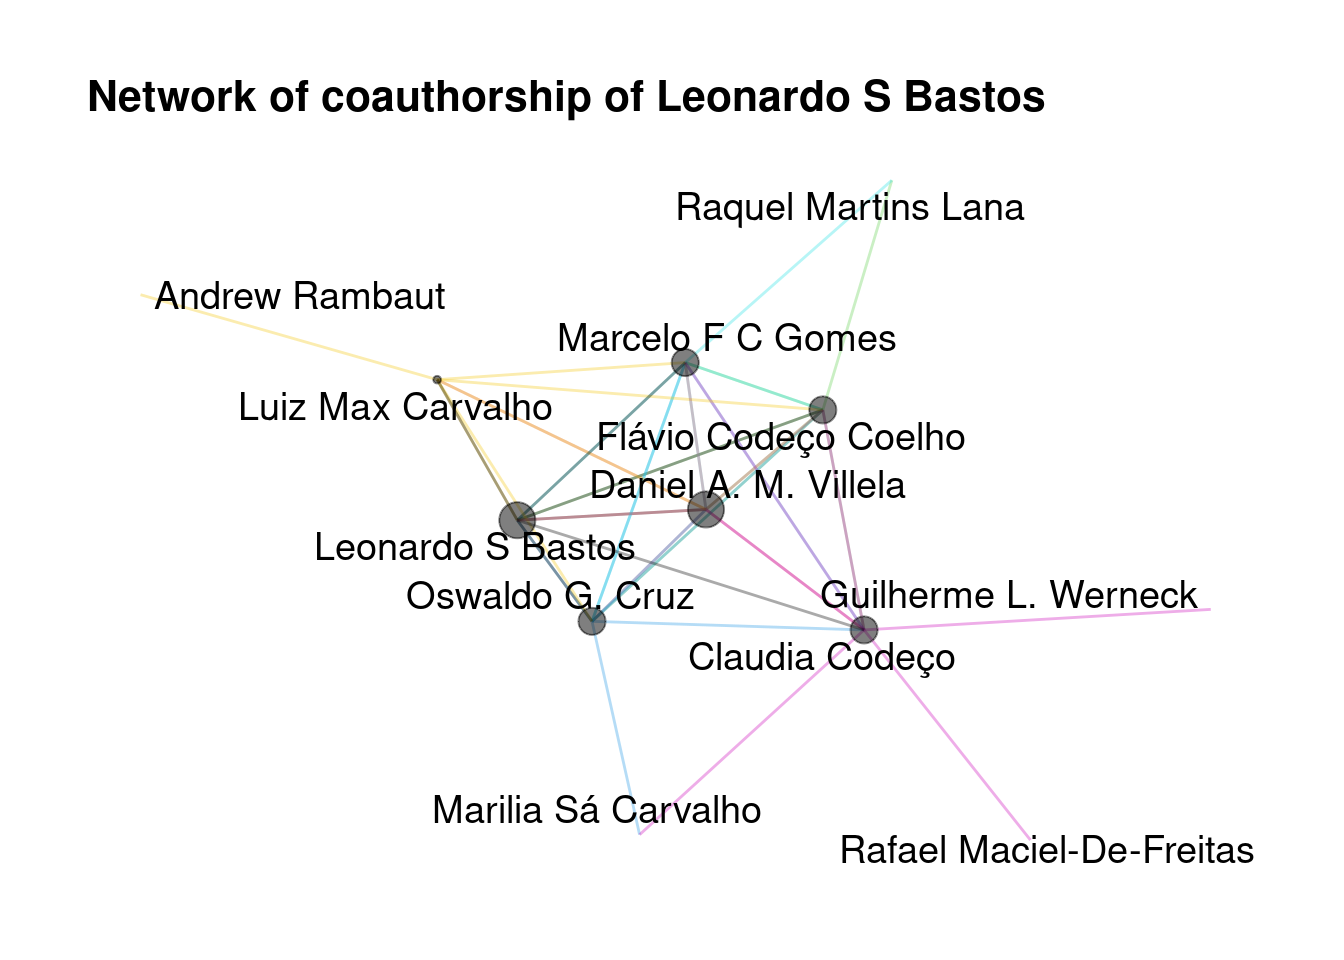 Network of coauthorship of Leonardo S Bastos
Raquel Martins Lana
Andrew Rambaut
Marcelo F C Gomes
Luiz Max Carvalho
Flávio Codeço Coelho
Daniel A. M. Villela
Leonardo S Bastos
Oswaldo G. Cruz
Guilherme L. Werneck
Claudia Codeço
Marilia Sá Carvalho
Rafael Maciel-De-Freitas